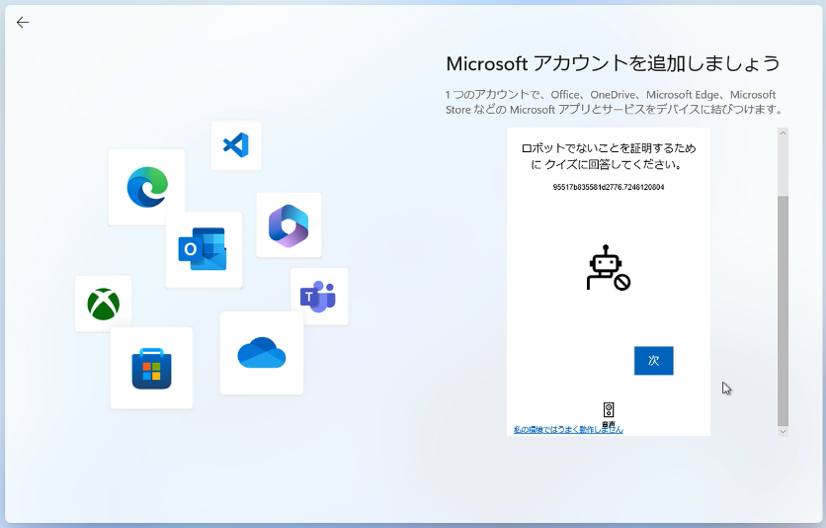 Microsoft アカウントを追加しましょう
1 つのアカウントで、Office、OneDrive、Microsoft Edge、Microsoft
Store などの Microsoft アプリとサービスをデバイスに結びつけます。
ロボットでないことを証明するため
に クイズに回答してください。
95517b835581d2776.7246120804
次
音声
私の環境ではうまく動作しません
O
T